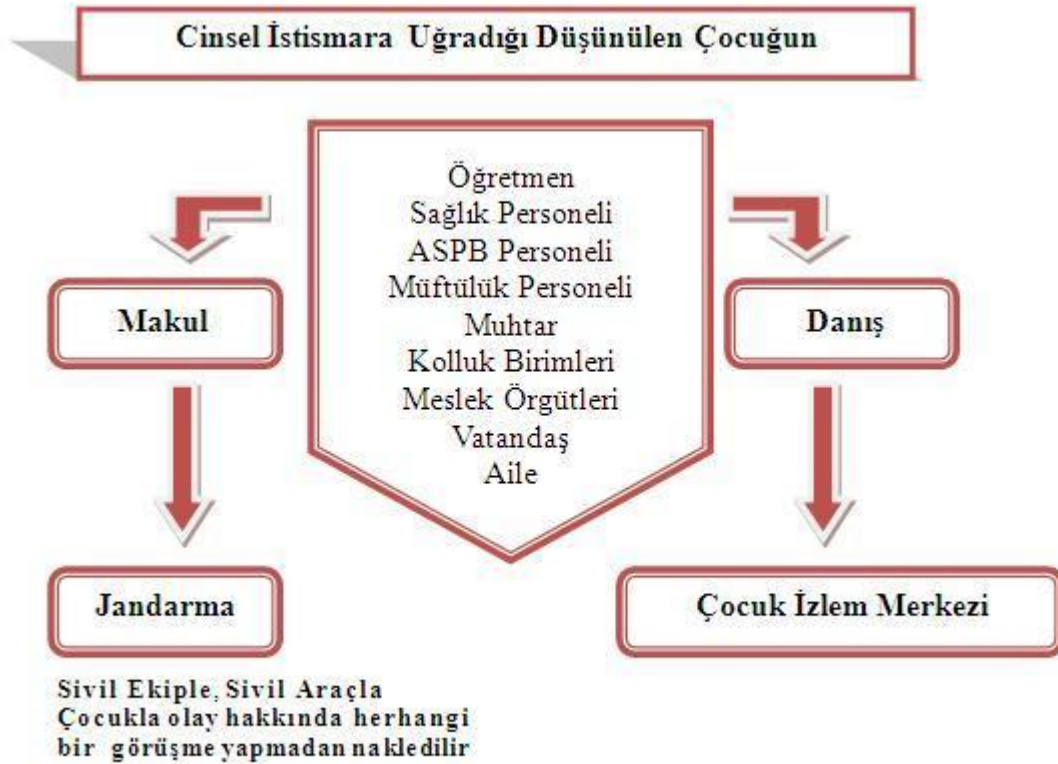 Cinsel İstismara Uğradığı Düşünülen Çocuğun
Öğretmen
Sağlık Personeli
ASPB Personeli
Müftülük Personeli
Muhtar
Kolluk Birimleri
Meslek Örgütleri
Vatandaş
Aile
Makul
Danış
Jandarma
Çocuk İzlem Merkezi
Sivil Ekiple, Sivil Araçla
Çocukla olay hakkında herhangi
bir görüşme yapmadan nakledilir